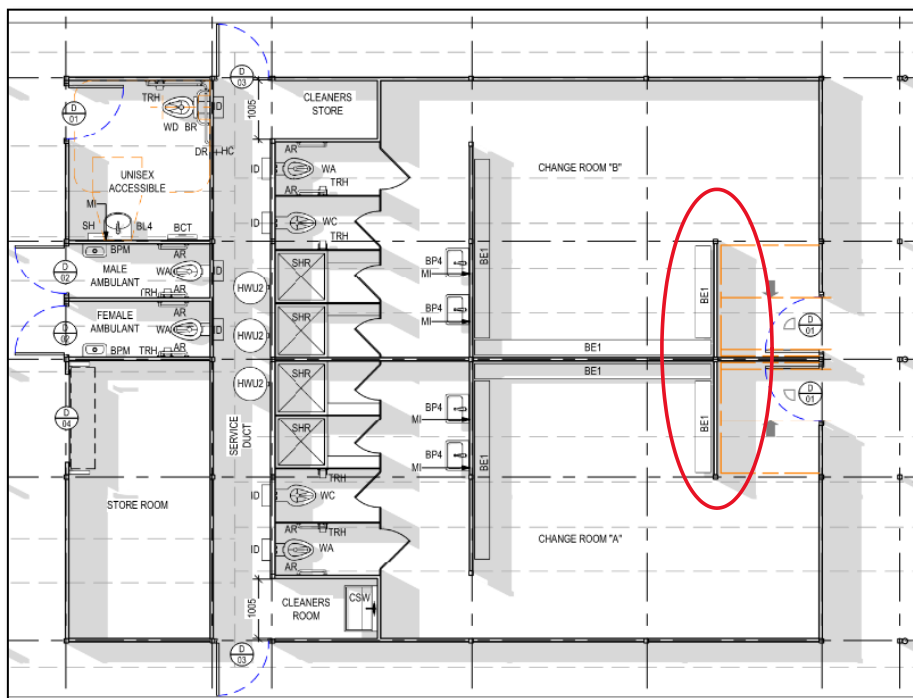 D
03
CLEANERS
STORE
1005
D
01
TRH
WD
BR
ID
DR
HC
UNISEX
ACCESSIBLE
MI
SH
BL4
BCT
AR
WA
AR
TRH
ID
WC
TRH
ID
CHANGE ROOM "B"
BE1
BE1
BE1
BP4
MI
BP4
MI
SHR
SHR
HWU2
HWU2
D
02
BPM
AR
MALE
AMBULANT
WA
ID
TRH
AR
D
02
FEMALE
AMBULANT
AR
WA
ID
BPM
TRH
AR
D
01
D
01
BE1
BE1
BE1
HWU2
SHR
SHR
BP4
MI
BP4
MI
D
04
SERVICE
DUCT
STORE ROOM
ID
WC
TRH
AR
TRH
ID
WA
AR
CHANGE ROOM "A"
CLEANERS
ROOM
CSW
1005
D
03